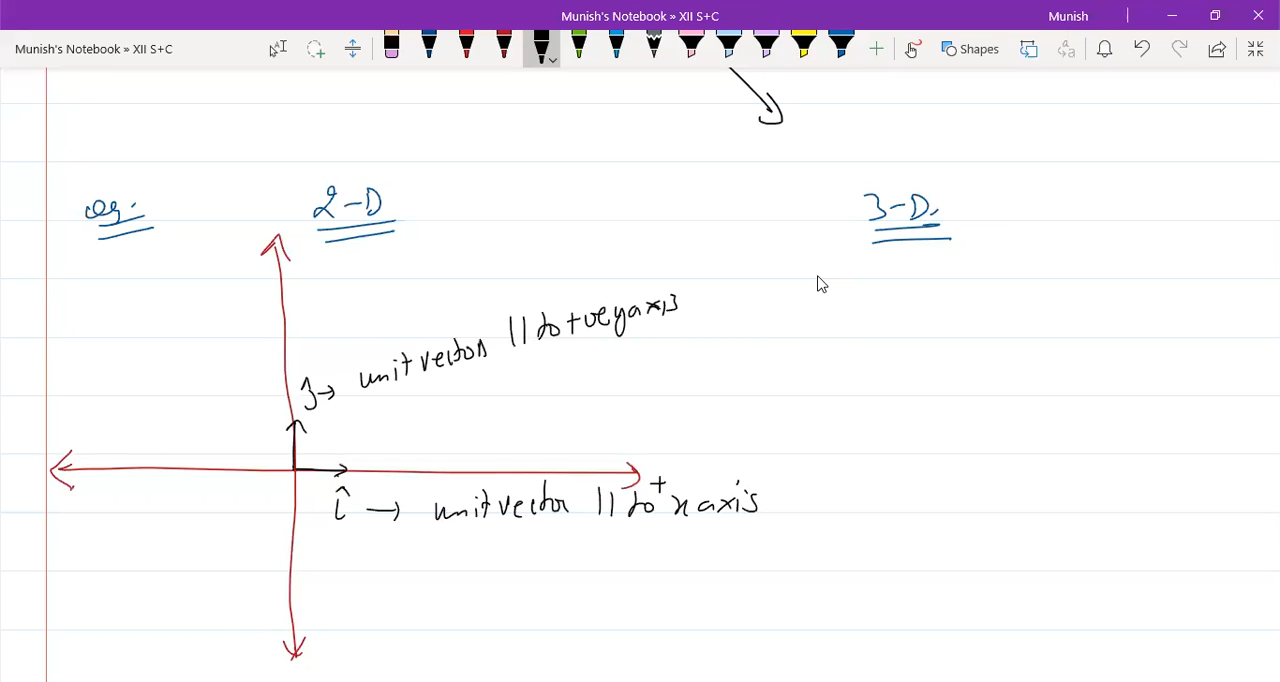 Munish's Notebook » XII S+C
Munish
Munish's Notebook » XII S+C
Shapes
eg. 2-D 3-D.
ĵ → unit vector || to +ve y axis
î → unit vector || to + x axis